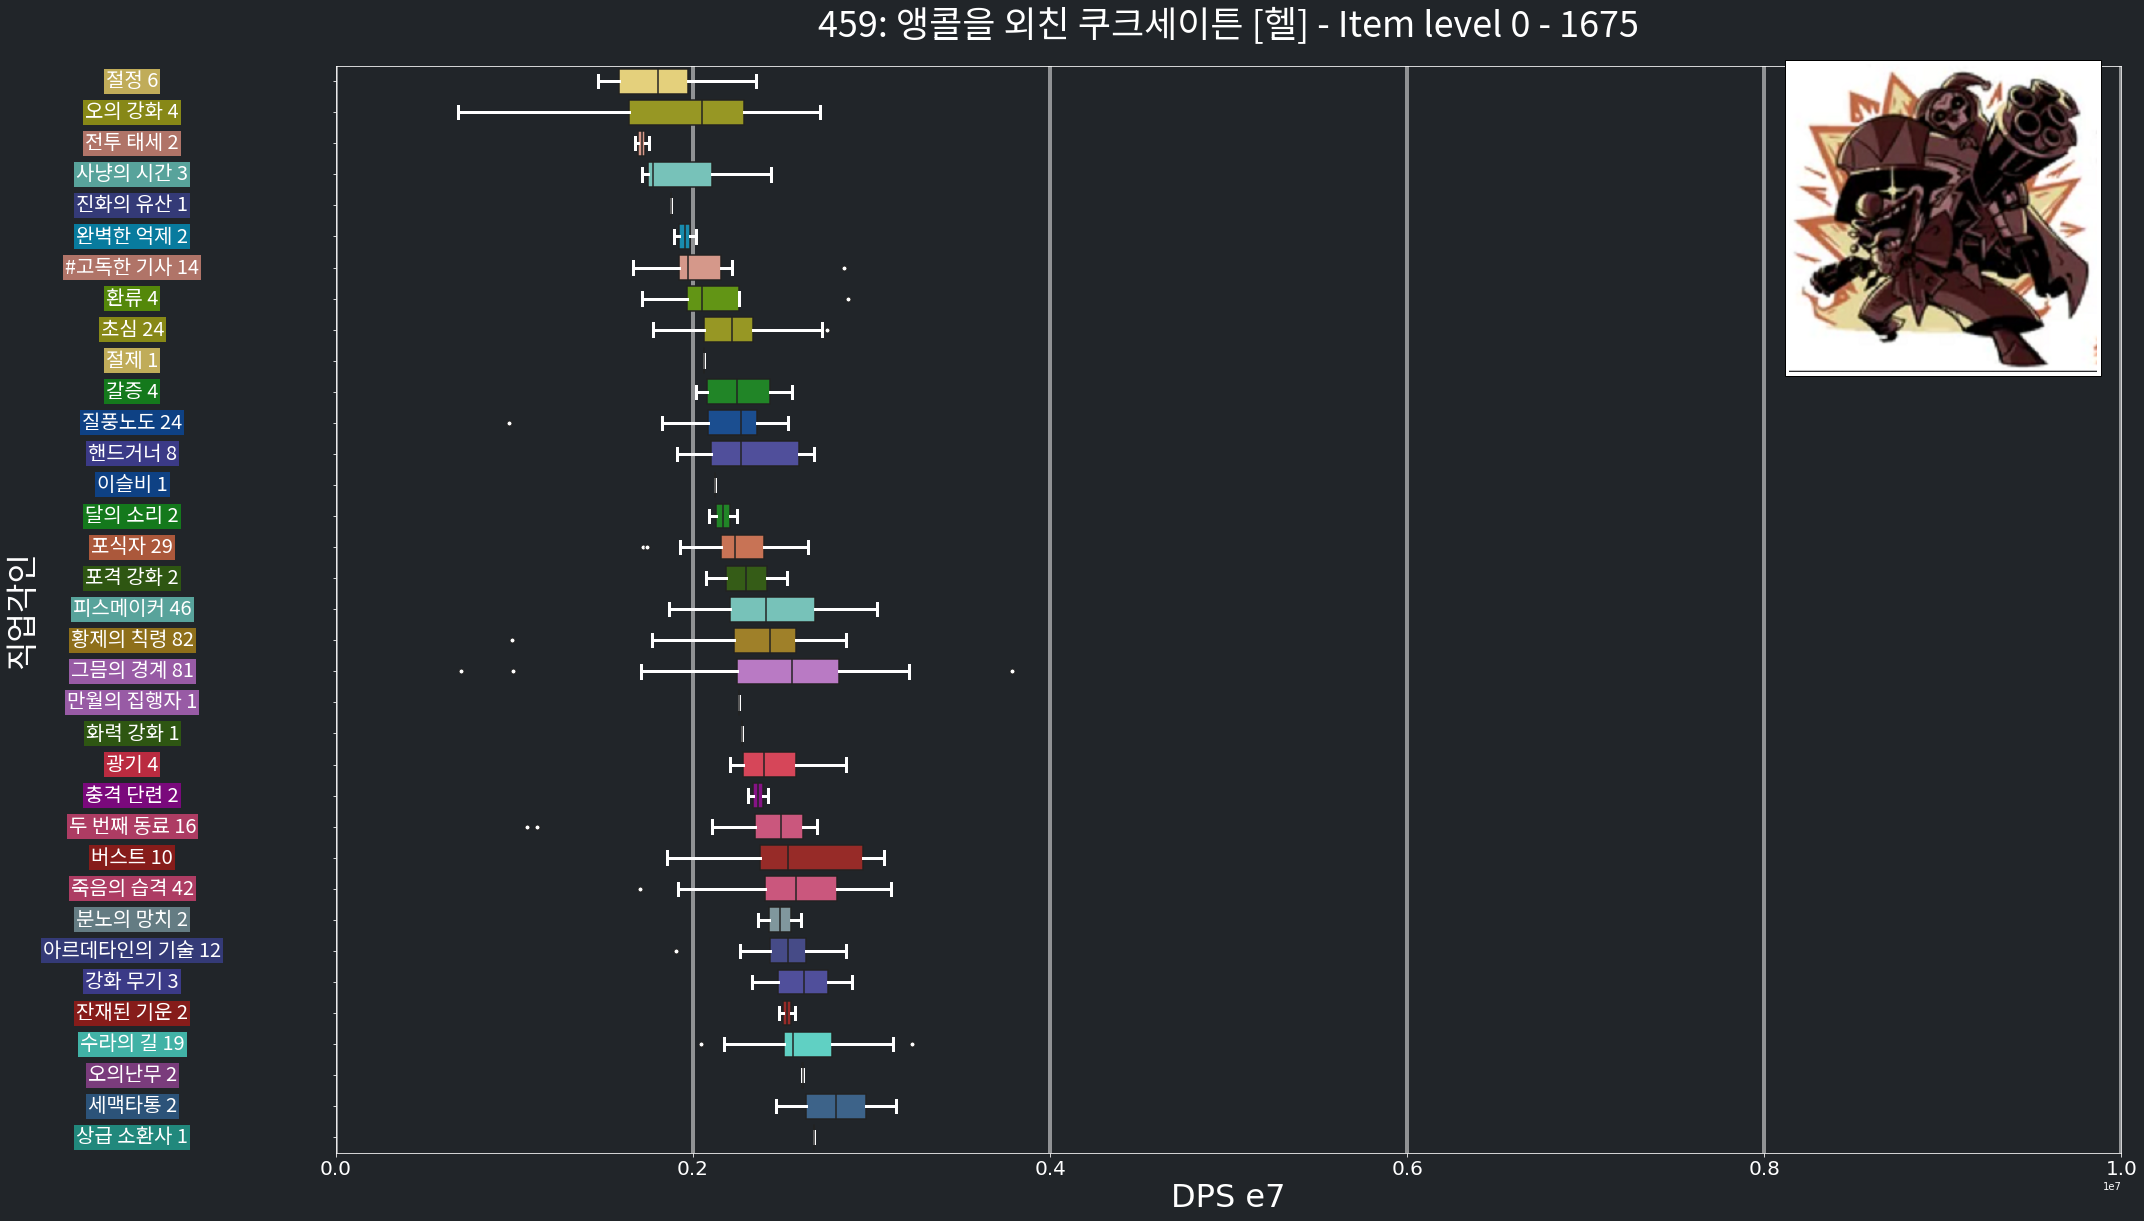 459: 앵콜을 외친 쿠크세이튼 [헬] - Item level 0 - 1675
직업각인
절정 6
오의 강화 4
전투 태세 2
사냥의 시간 3
진화의 유산 1
완벽한 억제 2
#고독한 기사 14
환류 4
초심 24
절제 1
갈증 4
질풍노도 24
핸드거너 8
이슬비 1
달의 소리 2
포식자 29
포격 강화 2
피스메이커 46
황제의 칙령 82
그믐의 경계 81
만월의 집행자 1
화력 강화 1
광기 4
충격 단련 2
두 번째 동료 16
버스트 10
죽음의 습격 42
분노의 망치 2
아르데타인의 기술 12
강화 무기 3
잔재된 기운 2
수라의 길 19
오의난무 2
세맥타통 2
상급 소환사 1
0.0 0.2 0.4 0.6 0.8 1.0
1e7
DPS e7